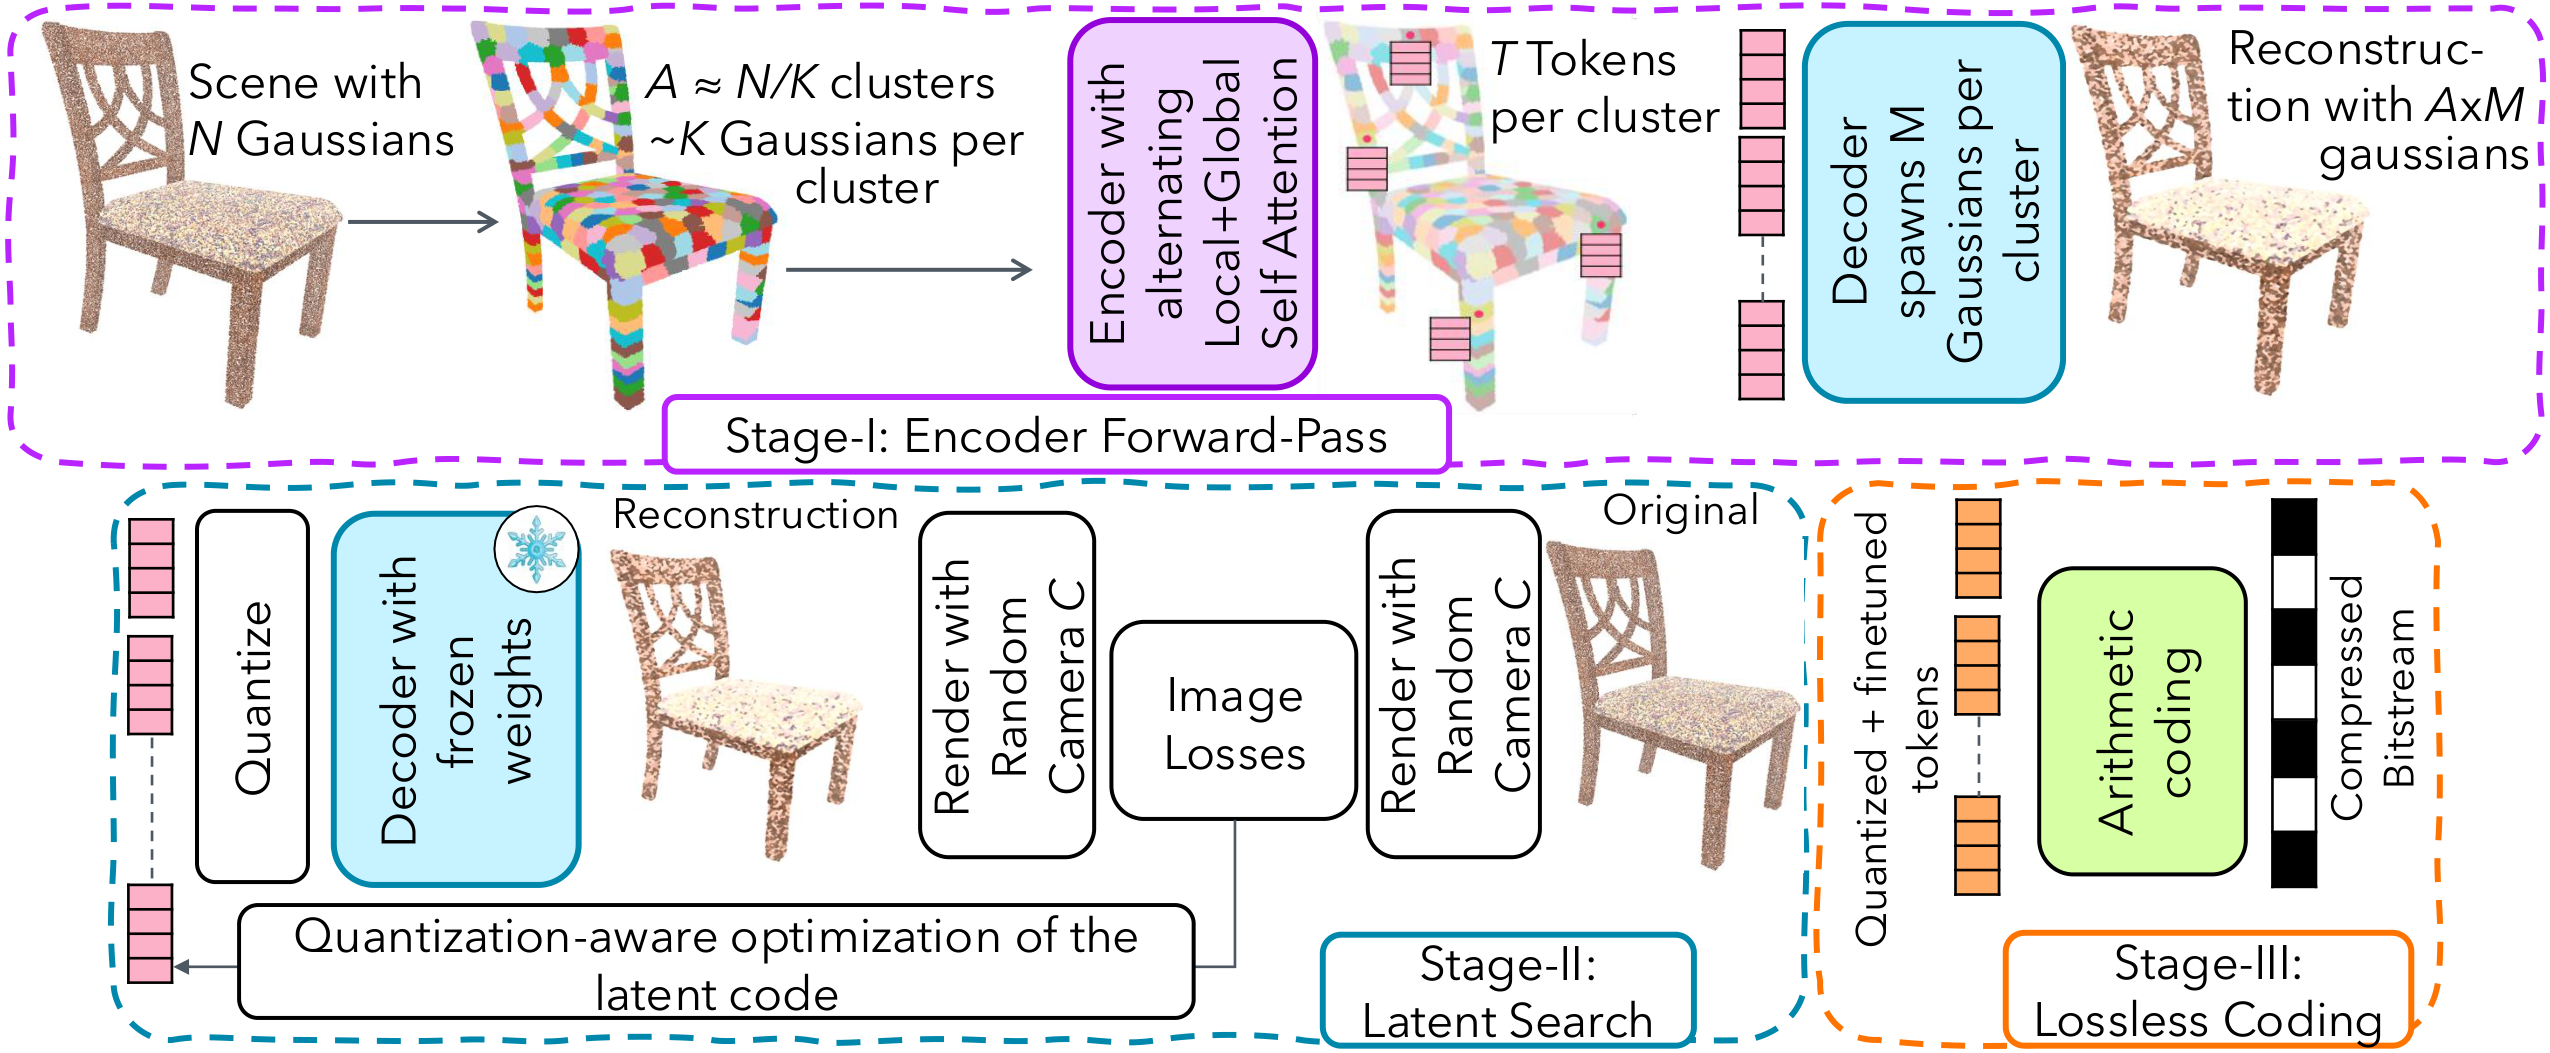 Scene with
N Gaussians
A ≈ N/K clusters
~K Gaussians per
cluster
Encoder with
alternating
Local+Global
Self Attention
T Tokens
per cluster
Decoder
spawns M
Gaussians per
cluster
Reconstruc-
tion with AxM
gaussians
Stage-I: Encoder Forward-Pass
Quantize
Decoder with
frozen
weights
Reconstruction
Render with
Random
Camera C
Image
Losses
Render with
Random
Camera C
Original
Quantization-aware optimization of the
latent code
Stage-II:
Latent Search
Quantized + finetuned
tokens
Arithmetic
coding
Compressed
Bitstream
Stage-III:
Lossless Coding